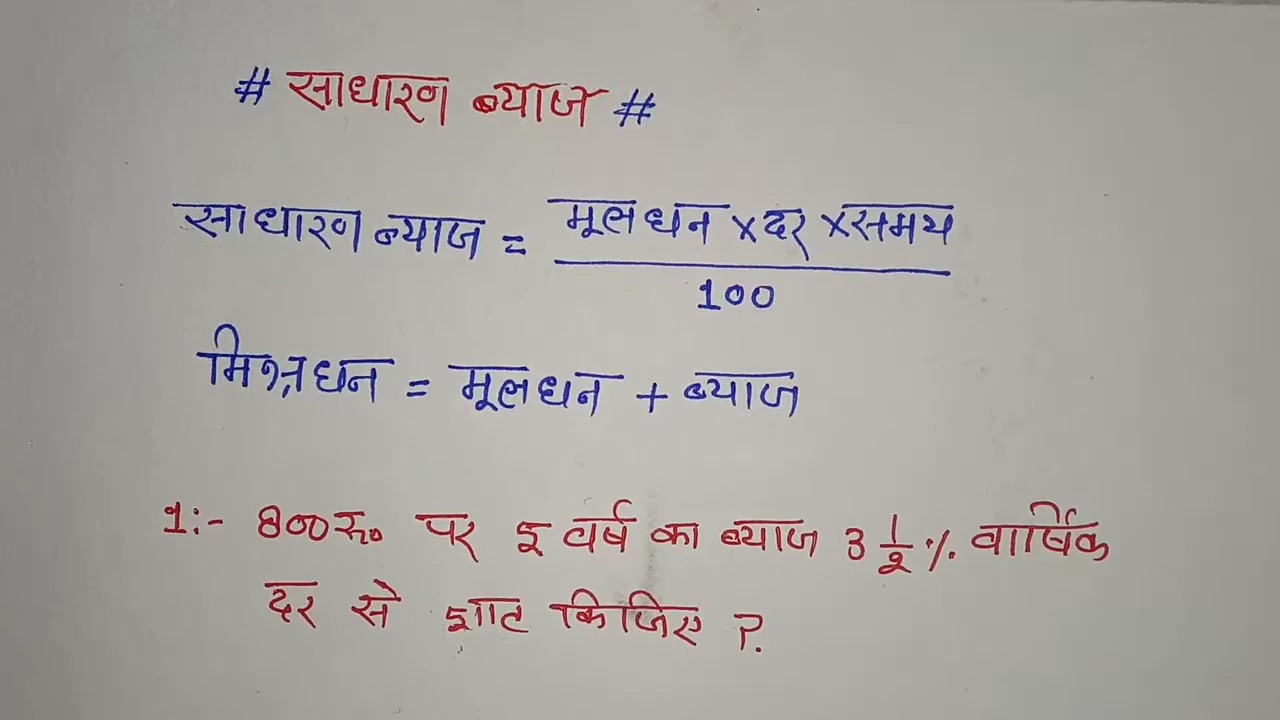 # साधारण ब्याज #
साधारण ब्याज = मूलधन × दर × समय
100
मिश्रधन = मूलधन + ब्याज
1:- 800रु० पर 5 वर्ष का ब्याज 3 1/2 % वार्षिक
दर से ज्ञात किजिए ?